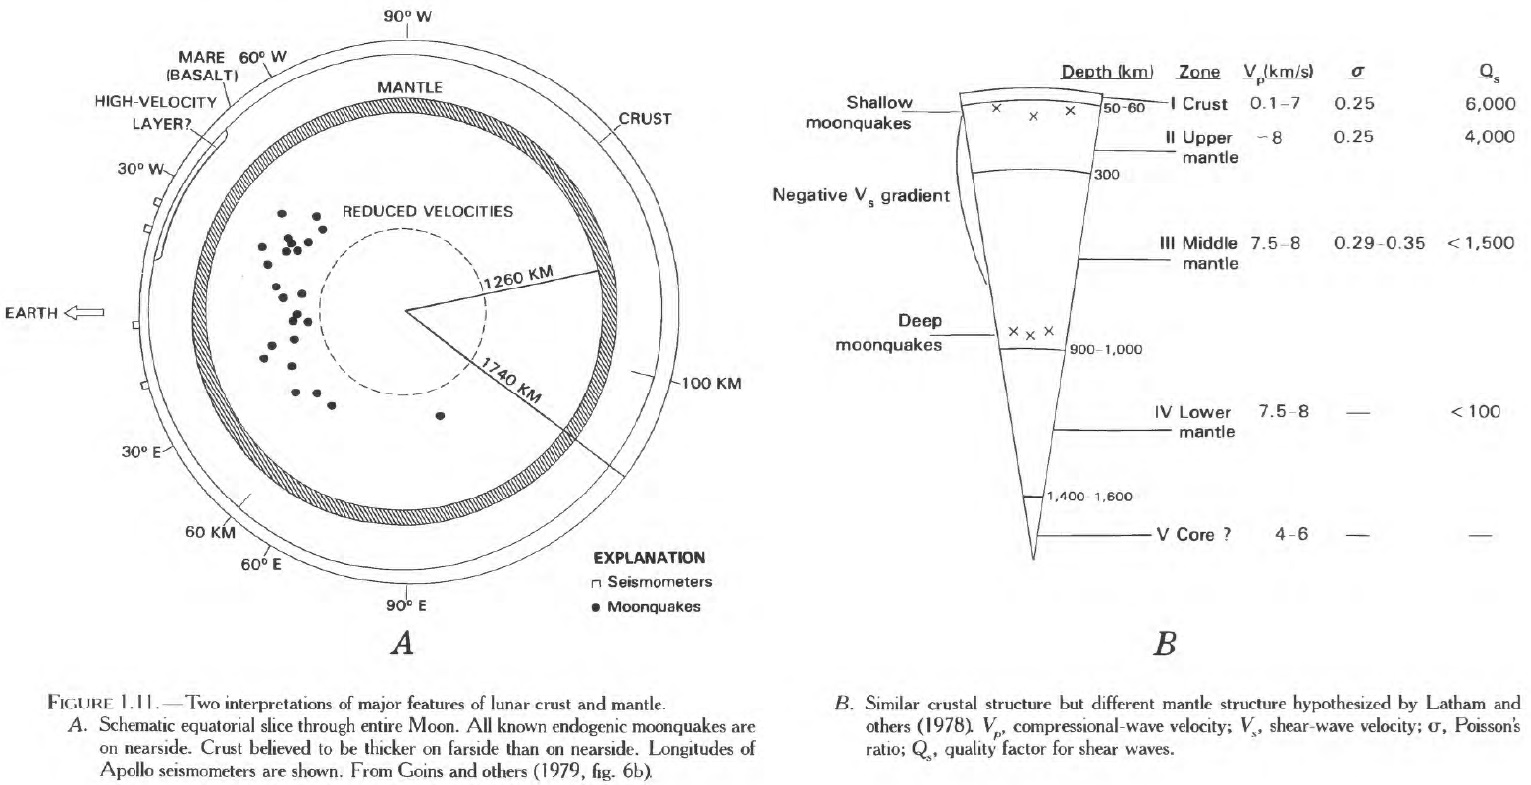 90° W
MARE 60° W
(BASALT)
HIGH-VELOCITY
LAYER?
MANTLE
CRUST
30° W
REDUCED VELOCITIES
1260 KM
EARTH
1740 KM
100 KM
30° E
60 KM
60° E
90° E
EXPLANATION
Seismometers
Moonquakes
A
Depth (km) Zone Vp(km/s) σ Qs
Shallow
moonquakes
50-60 I Crust 0.1-7 0.25 6,000
II Upper ~8 0.25 4,000
mantle
300
Negative Vs gradient
III Middle 7.5-8 0.29-0.35 <1,500
mantle
Deep
moonquakes
900-1,000
IV Lower 7.5-8 — <100
mantle
1,400-1,600
V Core ? 4-6 — —
B
FIGURE 1.11.—Two interpretations of major features of lunar crust and mantle.
A. Schematic equatorial slice through entire Moon. All known endogenic moonquakes are
on nearside. Crust believed to be thicker on farside than on nearside. Longitudes of
Apollo seismometers are shown. From Goins and others (1979, fig. 6b).
B. Similar crustal structure but different mantle structure hypothesized by Latham and
others (1978). Vp, compressional-wave velocity; Vs, shear-wave velocity; σ, Poisson's
ratio; Qs, quality factor for shear waves.